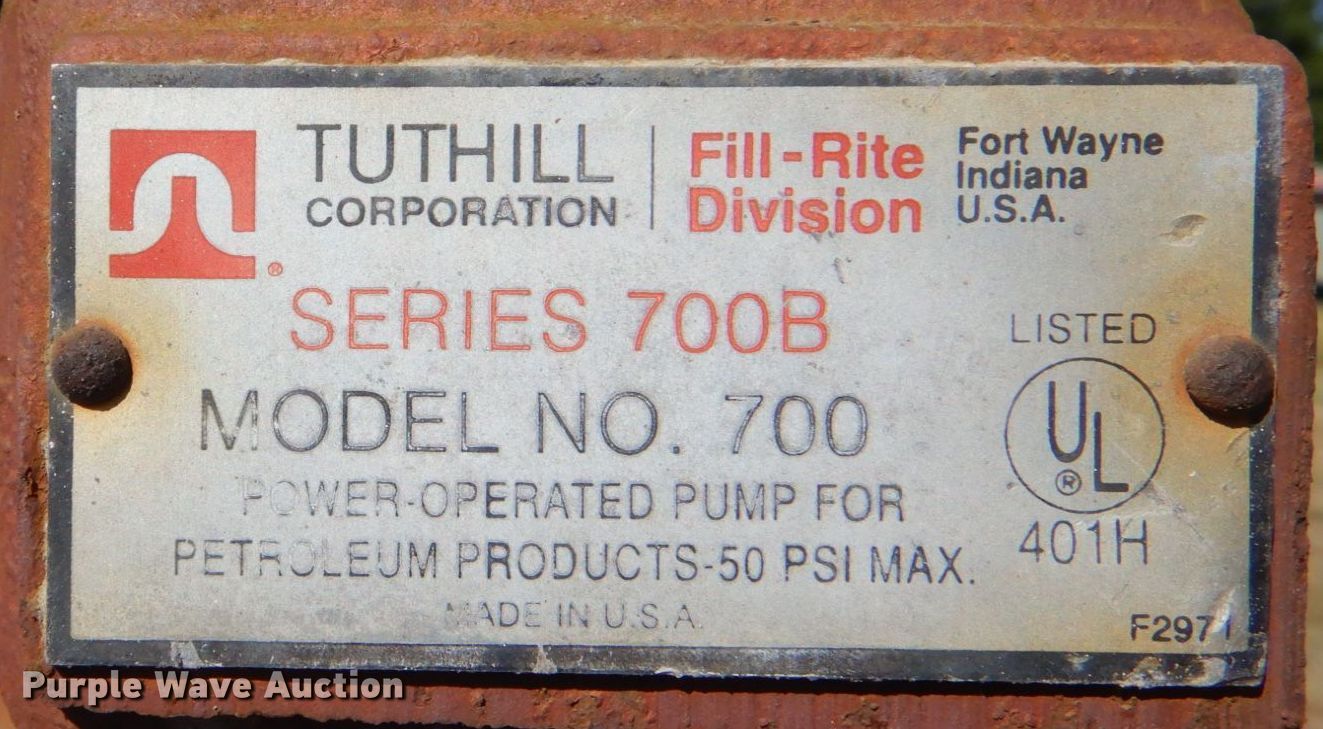 TUTHILL
CORPORATION
Fill-Rite
Division
Fort Wayne
Indiana
U.S.A.
®
SERIES 700B
MODEL NO. 700
POWER-OPERATED PUMP FOR
PETROLEUM PRODUCTS-50 PSI MAX.
MADE IN U.S.A.
LISTED
UL
®
401H
F2971
Purple Wave Auction